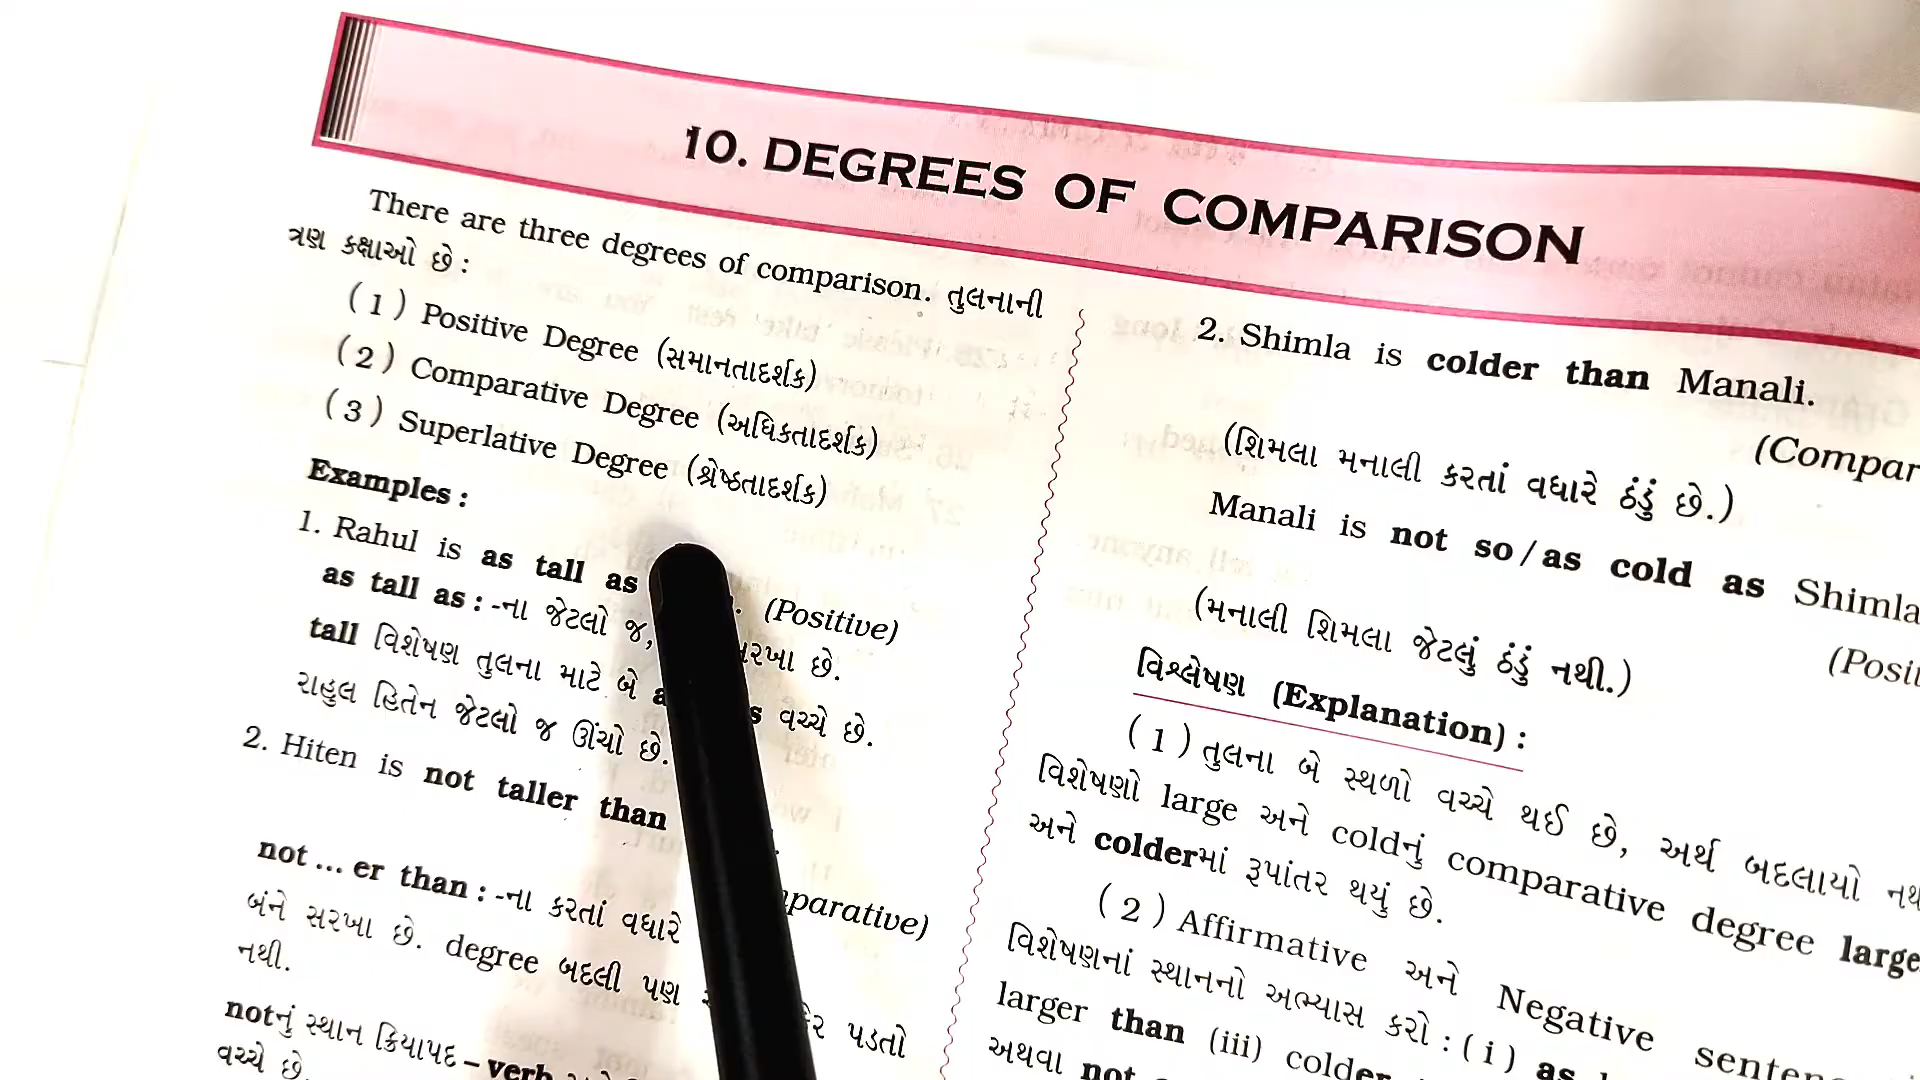 10. DEGREES OF COMPARISON
There are three degrees of comparison. તુલનાની
ત્રણ કક્ષાઓ છે :
(1) Positive Degree (સમાનતાદર્શક)
(2) Comparative Degree (અધિકતાદર્શક)
(3) Superlative Degree (શ્રેષ્ઠતાદર્શક)
Examples :
1. Rahul is as tall as (Positive)
as tall as : -ના જેટલો જ, છે.
tall વિશેષણ તુલના માટે બે વચ્ચે છે.
રાહુલ હિતેન જેટલો જ ઊંચો છે.
2. Hiten is not taller than
not ... er than : -ના કરતાં વધારે
બંને સરખા છે. degree બદલી પણ પડતો
નથી.
notનું સ્થાન ક્રિયાપદ – verb
વચ્ચે છે.
2. Shimla is colder than Manali.
(શિમલા મનાલી કરતાં વધારે ઠંડું છે.)
Manali is not so / as cold as Shimla
(મનાલી શિમલા જેટલું ઠંડું નથી.)
વિશ્લેષણ (Explanation) :
(1) તુલના બે સ્થળો વચ્ચે થઈ છે, અર્થ બદલાયો
વિશેષણો large અને coldનું comparative degree
અને colderમાં રૂપાંતર થયું છે.
(2) Affirmative અને Negative
વિશેષણનાં સ્થાનનો અભ્યાસ કરો : (i) as
larger than (iii)
અથવા not